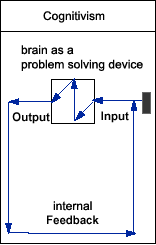 Cognitivism
brain as a
problem solving device
Output
Input
internal
Feedback